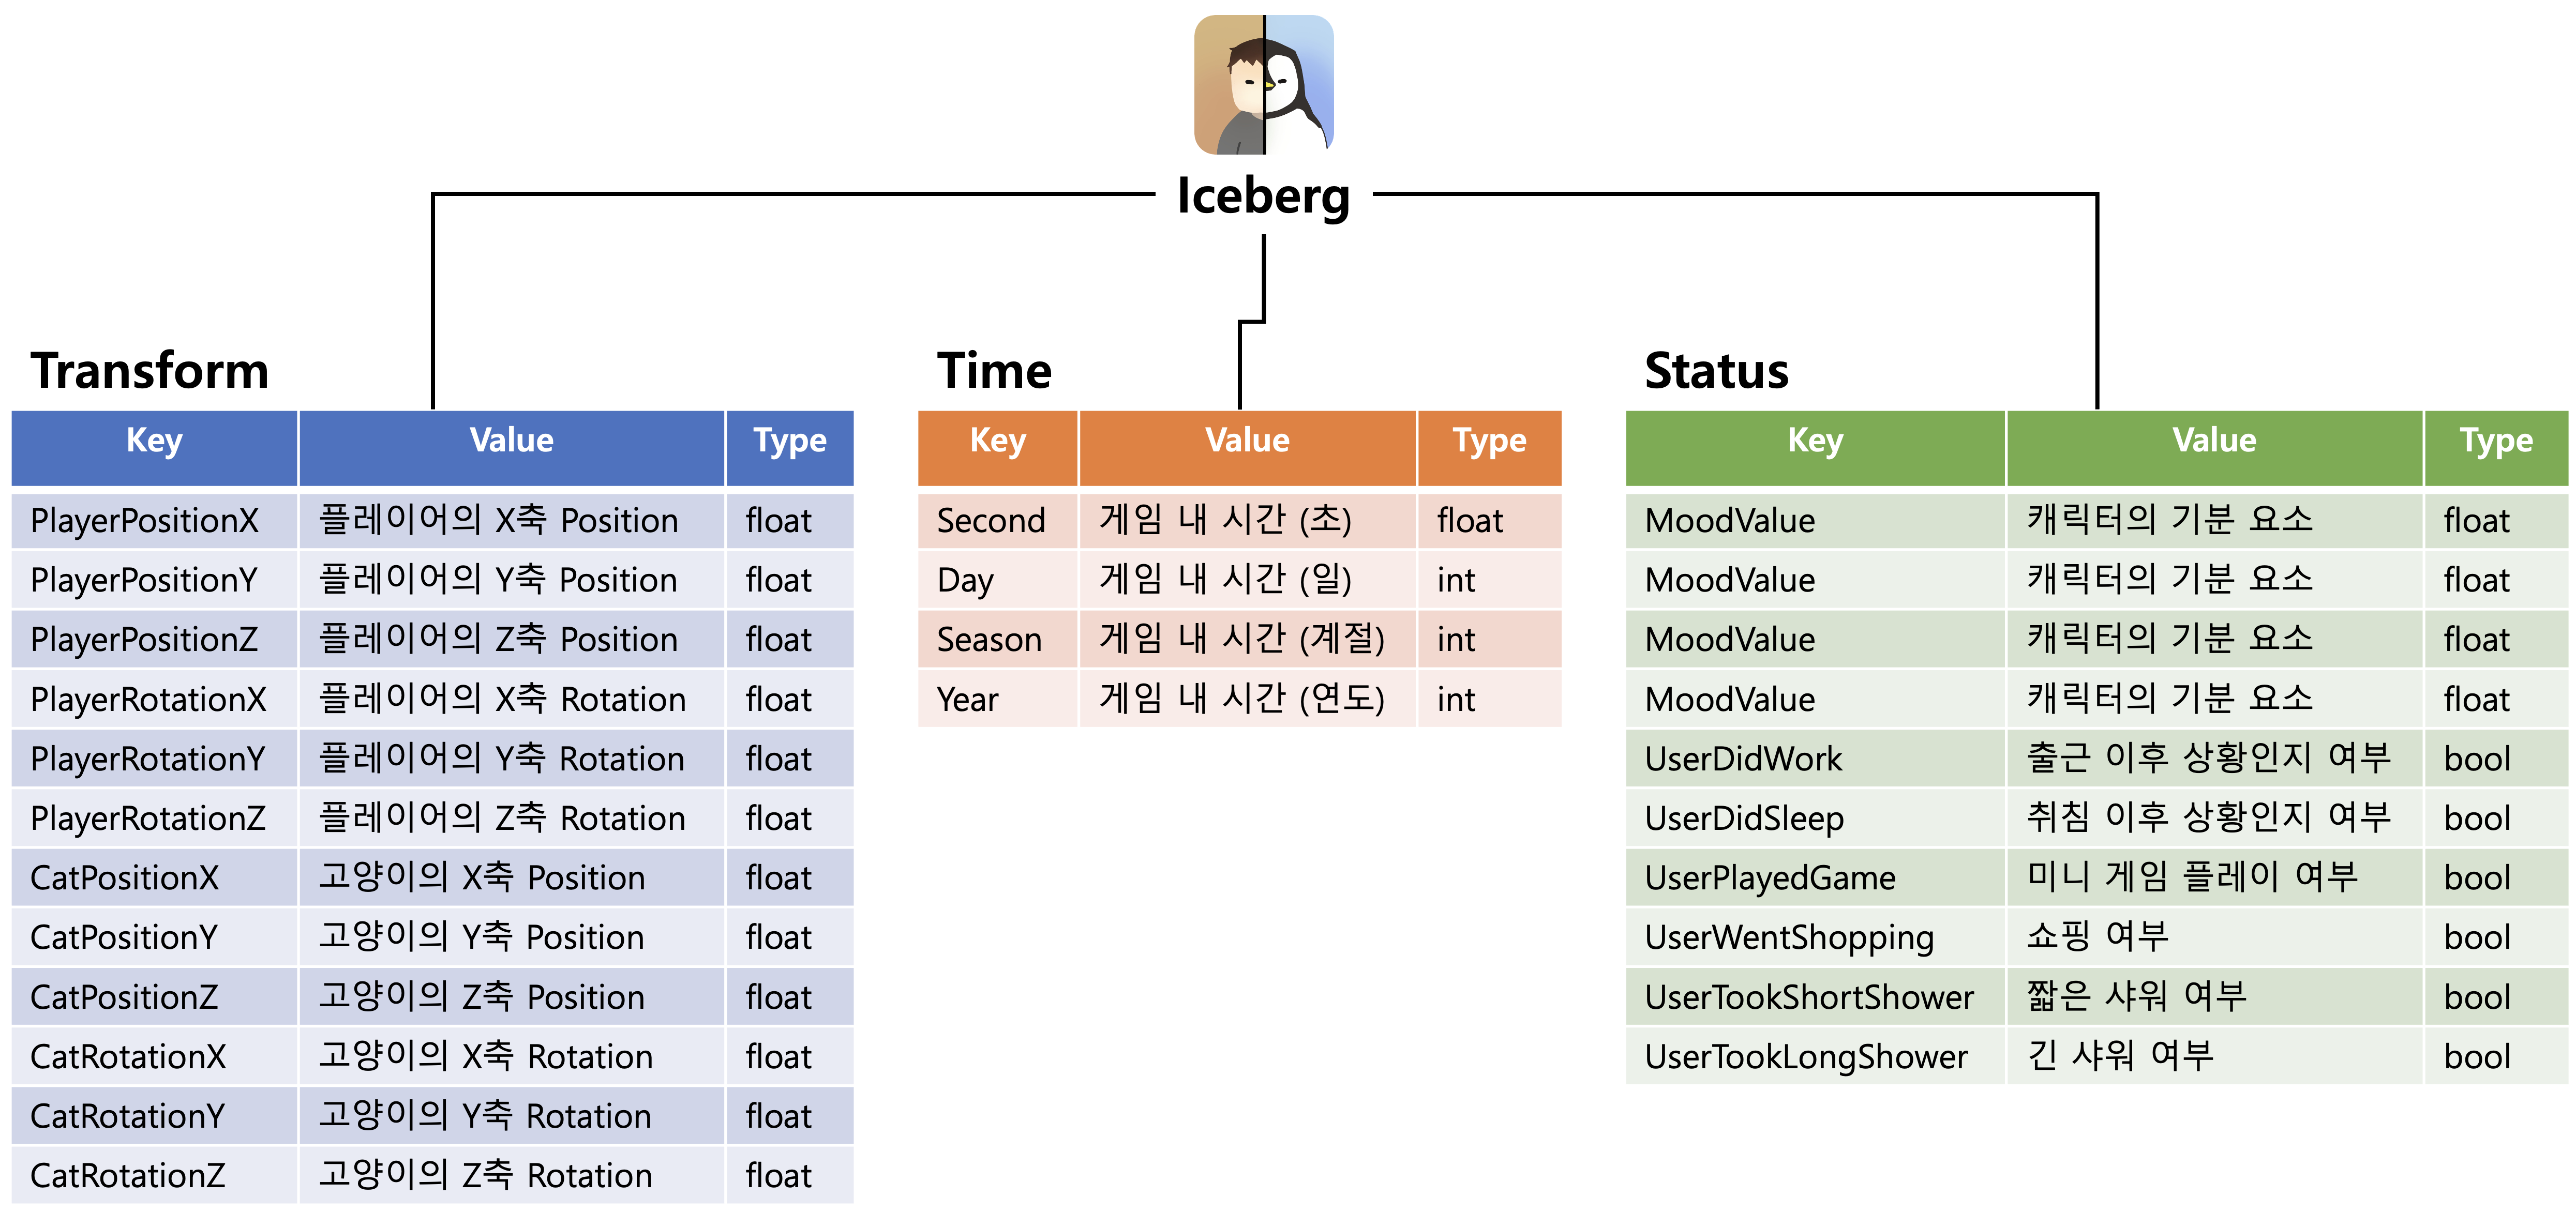 Iceberg
Transform
Key Value Type
PlayerPositionX 플레이어의 X축 Position float
PlayerPositionY 플레이어의 Y축 Position float
PlayerPositionZ 플레이어의 Z축 Position float
PlayerRotationX 플레이어의 X축 Rotation float
PlayerRotationY 플레이어의 Y축 Rotation float
PlayerRotationZ 플레이어의 Z축 Rotation float
CatPositionX 고양이의 X축 Position float
CatPositionY 고양이의 Y축 Position float
CatPositionZ 고양이의 Z축 Position float
CatRotationX 고양이의 X축 Rotation float
CatRotationY 고양이의 Y축 Rotation float
CatRotationZ 고양이의 Z축 Rotation float
Time
Key Value Type
Second 게임 내 시간 (초) float
Day 게임 내 시간 (일) int
Season 게임 내 시간 (계절) int
Year 게임 내 시간 (연도) int
Status
Key Value Type
MoodValue 캐릭터의 기분 요소 float
MoodValue 캐릭터의 기분 요소 float
MoodValue 캐릭터의 기분 요소 float
MoodValue 캐릭터의 기분 요소 float
UserDidWork 출근 이후 상황인지 여부 bool
UserDidSleep 취침 이후 상황인지 여부 bool
UserPlayedGame 미니 게임 플레이 여부 bool
UserWentShopping 쇼핑 여부 bool
UserTookShortShower 짧은 샤워 여부 bool
UserTookLongShower 긴 샤워 여부 bool